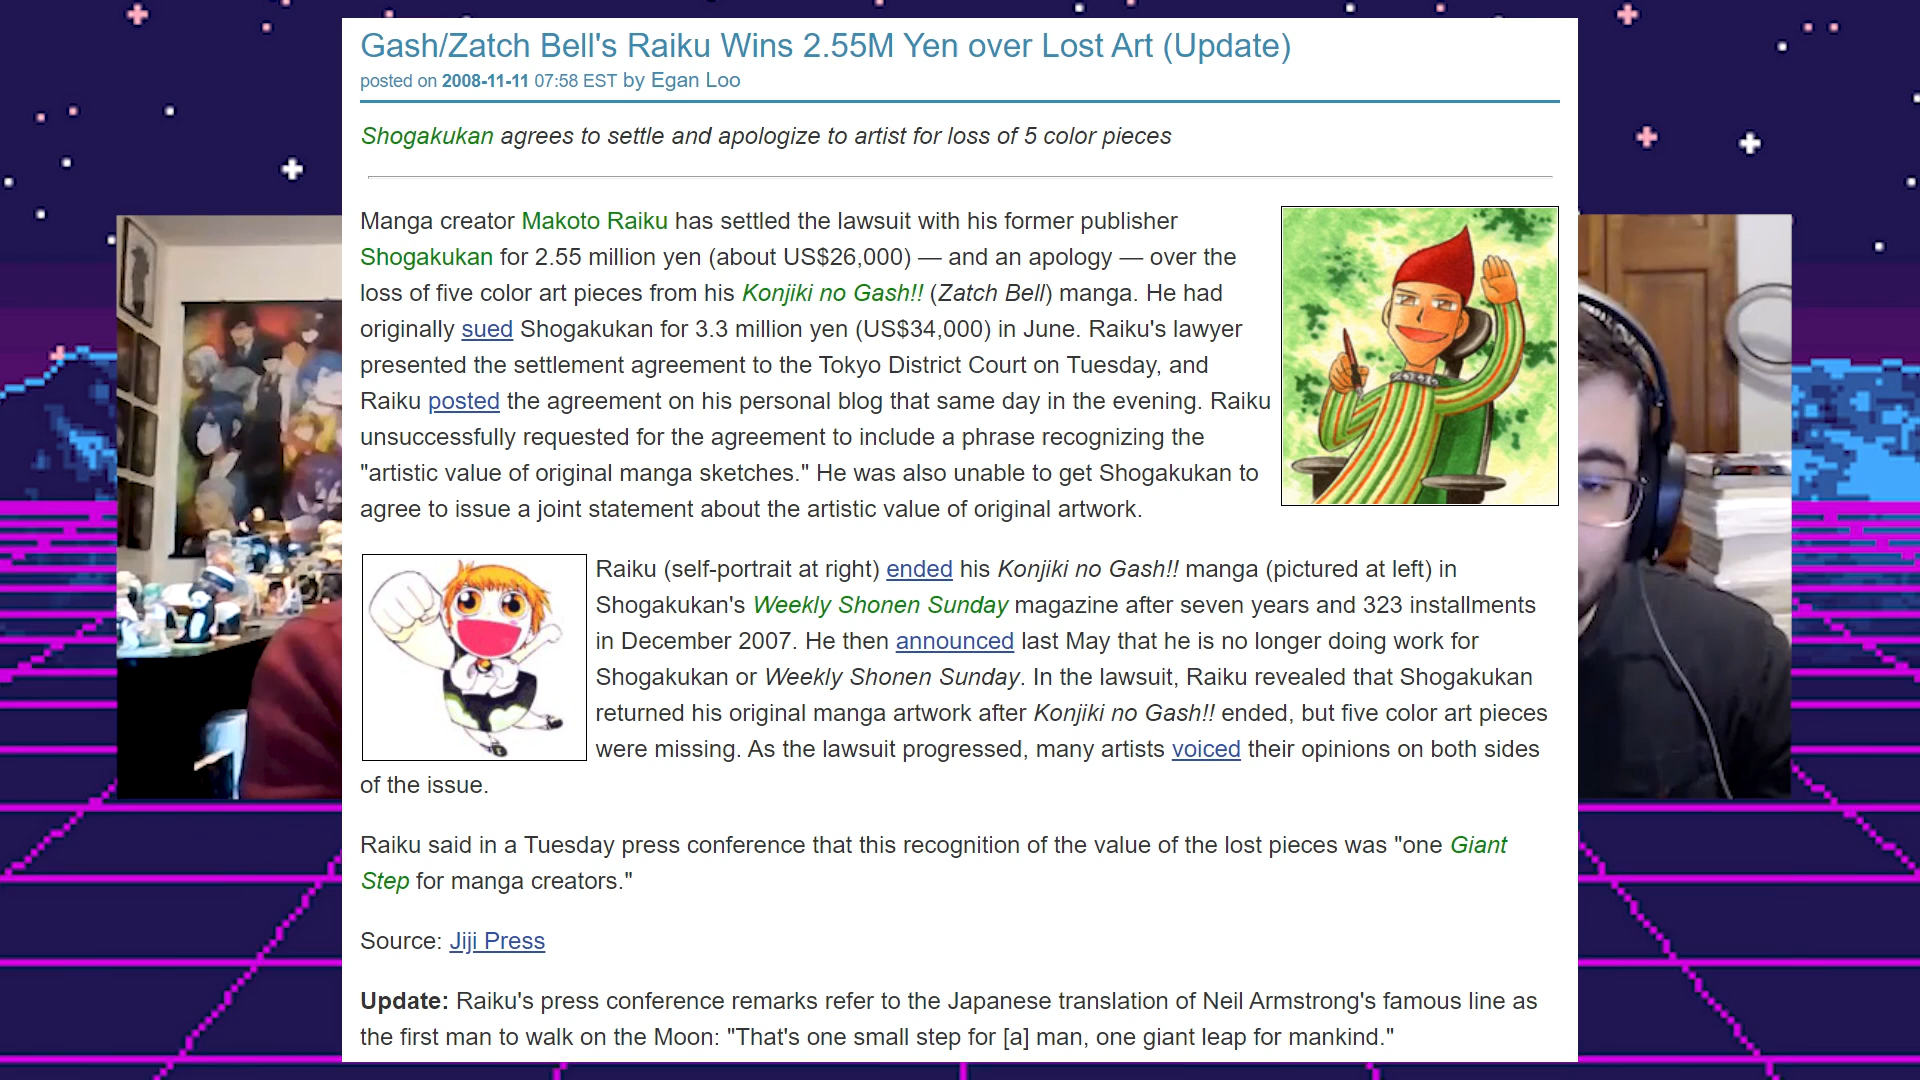 Gash/Zatch Bell's Raiku Wins 2.55M Yen over Lost Art (Update)
posted on 2008-11-11 07:58 EST by Egan Loo
Shogakukan agrees to settle and apologize to artist for loss of 5 color pieces
Manga creator Makoto Raiku has settled the lawsuit with his former publisher
Shogakukan for 2.55 million yen (about US$26,000) — and an apology — over the
loss of five color art pieces from his Konjiki no Gash!! (Zatch Bell) manga. He had
originally sued Shogakukan for 3.3 million yen (US$34,000) in June. Raiku's lawyer
presented the settlement agreement to the Tokyo District Court on Tuesday, and
Raiku posted the agreement on his personal blog that same day in the evening. Raiku
unsuccessfully requested for the agreement to include a phrase recognizing the
"artistic value of original manga sketches." He was also unable to get Shogakukan to
agree to issue a joint statement about the artistic value of original artwork.
Raiku (self-portrait at right) ended his Konjiki no Gash!! manga (pictured at left) in
Shogakukan's Weekly Shonen Sunday magazine after seven years and 323 installments
in December 2007. He then announced last May that he is no longer doing work for
Shogakukan or Weekly Shonen Sunday. In the lawsuit, Raiku revealed that Shogakukan
returned his original manga artwork after Konjiki no Gash!! ended, but five color art pieces
were missing. As the lawsuit progressed, many artists voiced their opinions on both sides
of the issue.
Raiku said in a Tuesday press conference that this recognition of the value of the lost pieces was "one Giant
Step for manga creators."
Source: Jiji Press
Update: Raiku's press conference remarks refer to the Japanese translation of Neil Armstrong's famous line as
the first man to walk on the Moon: "That's one small step for [a] man, one giant leap for mankind."